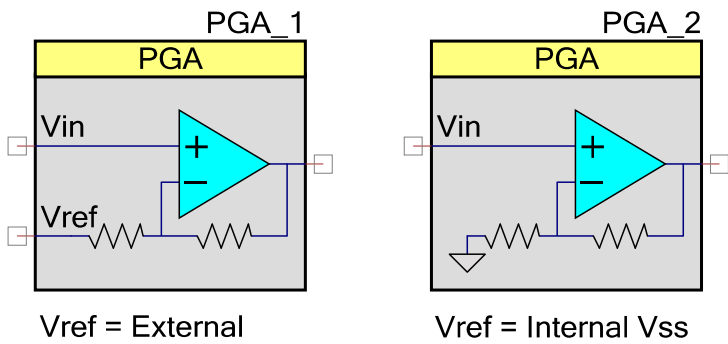 PGA_1
PGA
Vin
+
−
Vref
Vref = External
PGA_2
PGA
Vin
+
−
Vref = Internal Vss